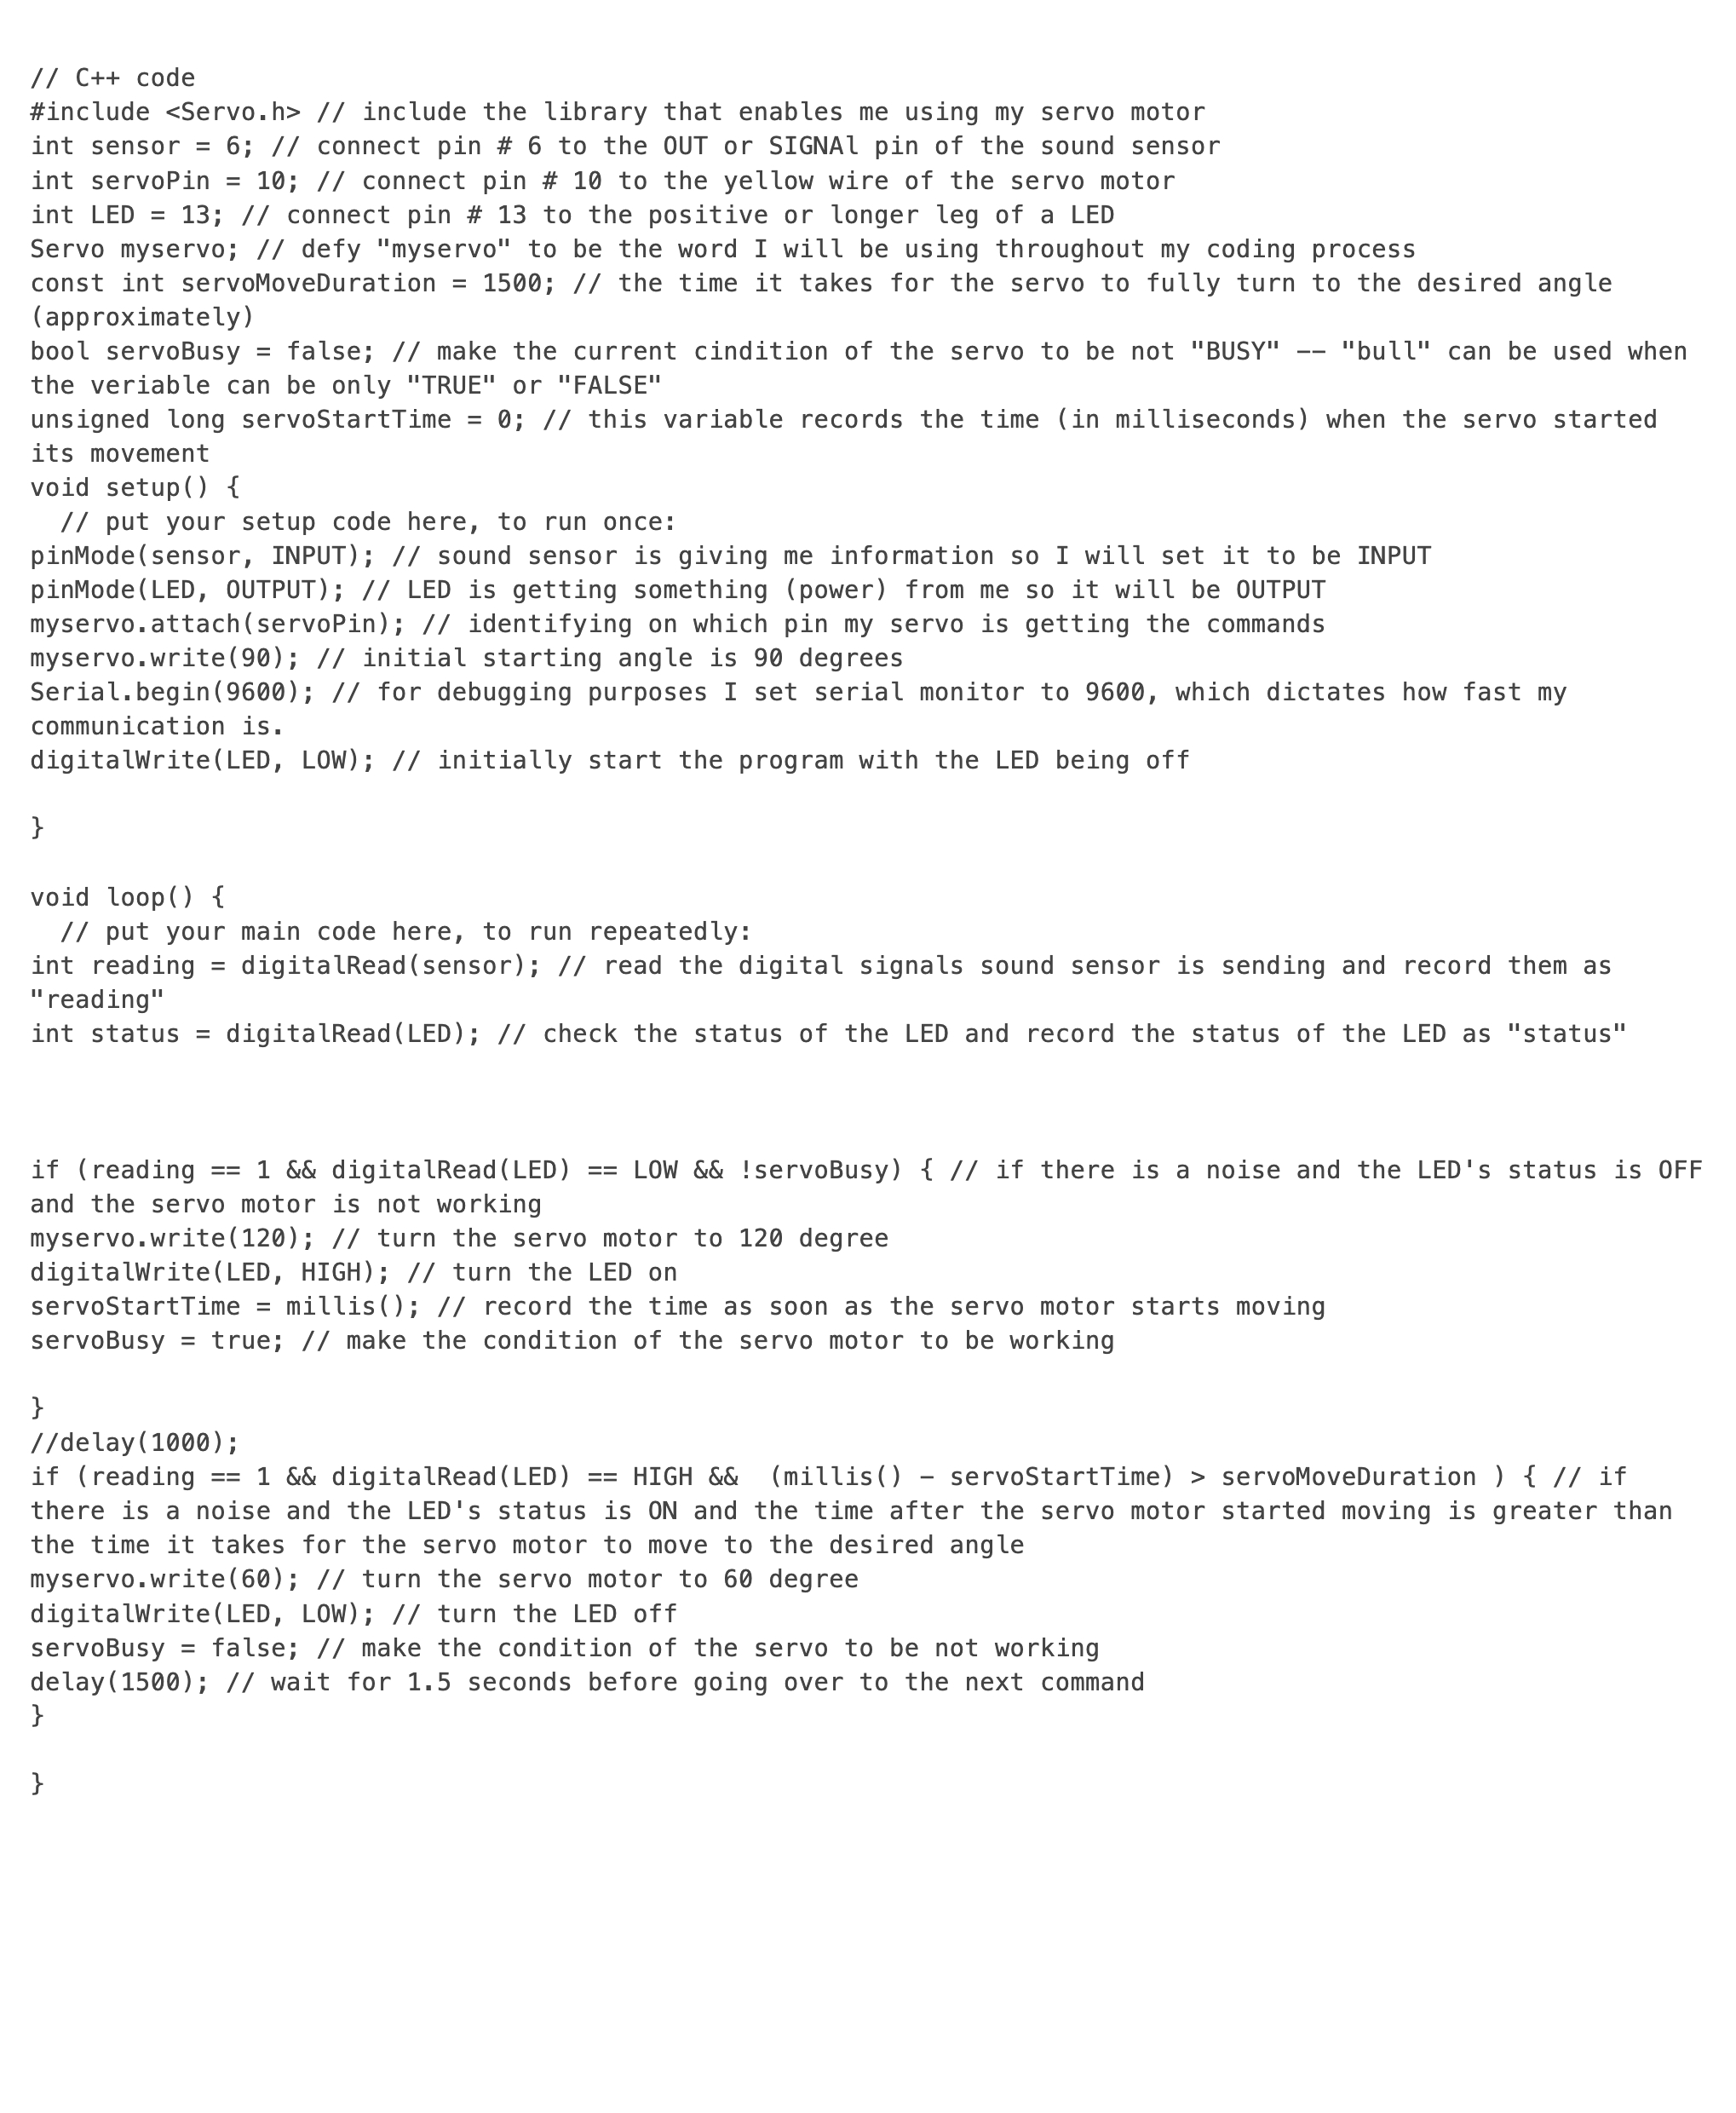 // C++ code
#include <Servo.h> // include the library that enables me using my servo motor
int sensor = 6; // connect pin # 6 to the OUT or SIGNAl pin of the sound sensor
int servoPin = 10; // connect pin # 10 to the yellow wire of the servo motor
int LED = 13; // connect pin # 13 to the positive or longer leg of a LED
Servo myservo; // defy "myservo" to be the word I will be using throughout my coding process
const int servoMoveDuration = 1500; // the time it takes for the servo to fully turn to the desired angle
(approximately)
bool servoBusy = false; // make the current cindition of the servo to be not "BUSY" -- "bull" can be used when
the veriable can be only "TRUE" or "FALSE"
unsigned long servoStartTime = 0; // this variable records the time (in milliseconds) when the servo started
its movement
void setup() {
  // put your setup code here, to run once:
pinMode(sensor, INPUT); // sound sensor is giving me information so I will set it to be INPUT
pinMode(LED, OUTPUT); // LED is getting something (power) from me so it will be OUTPUT
myservo.attach(servoPin); // identifying on which pin my servo is getting the commands
myservo.write(90); // initial starting angle is 90 degrees
Serial.begin(9600); // for debugging purposes I set serial monitor to 9600, which dictates how fast my
communication is.
digitalWrite(LED, LOW); // initially start the program with the LED being off

}

void loop() {
  // put your main code here, to run repeatedly:
int reading = digitalRead(sensor); // read the digital signals sound sensor is sending and record them as
"reading"
int status = digitalRead(LED); // check the status of the LED and record the status of the LED as "status"

if (reading == 1 && digitalRead(LED) == LOW && !servoBusy) { // if there is a noise and the LED's status is OFF
and the servo motor is not working
myservo.write(120); // turn the servo motor to 120 degree
digitalWrite(LED, HIGH); // turn the LED on
servoStartTime = millis(); // record the time as soon as the servo motor starts moving
servoBusy = true; // make the condition of the servo motor to be working

}
//delay(1000);
if (reading == 1 && digitalRead(LED) == HIGH &&  (millis() - servoStartTime) > servoMoveDuration ) { // if
there is a noise and the LED's status is ON and the time after the servo motor started moving is greater than
the time it takes for the servo motor to move to the desired angle
myservo.write(60); // turn the servo motor to 60 degree
digitalWrite(LED, LOW); // turn the LED off
servoBusy = false; // make the condition of the servo to be not working
delay(1500); // wait for 1.5 seconds before going over to the next command
}

}